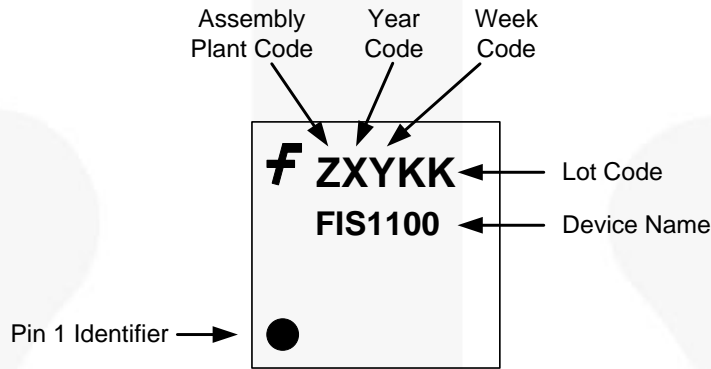 Assembly Plant Code
Year Code
Week Code
ZXYKK
Lot Code
FIS1100
Device Name
Pin 1 Identifier